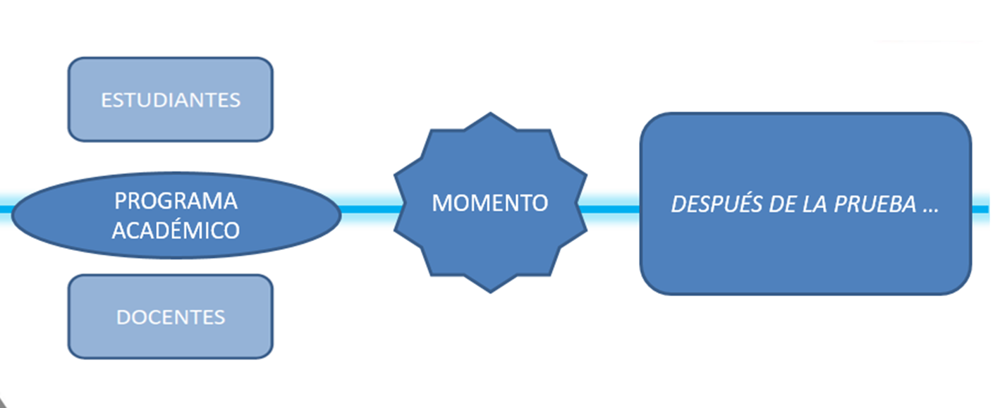 ESTUDIANTES
PROGRAMA
ACADÉMICO
DOCENTES
MOMENTO
DESPUÉS DE LA PRUEBA ...